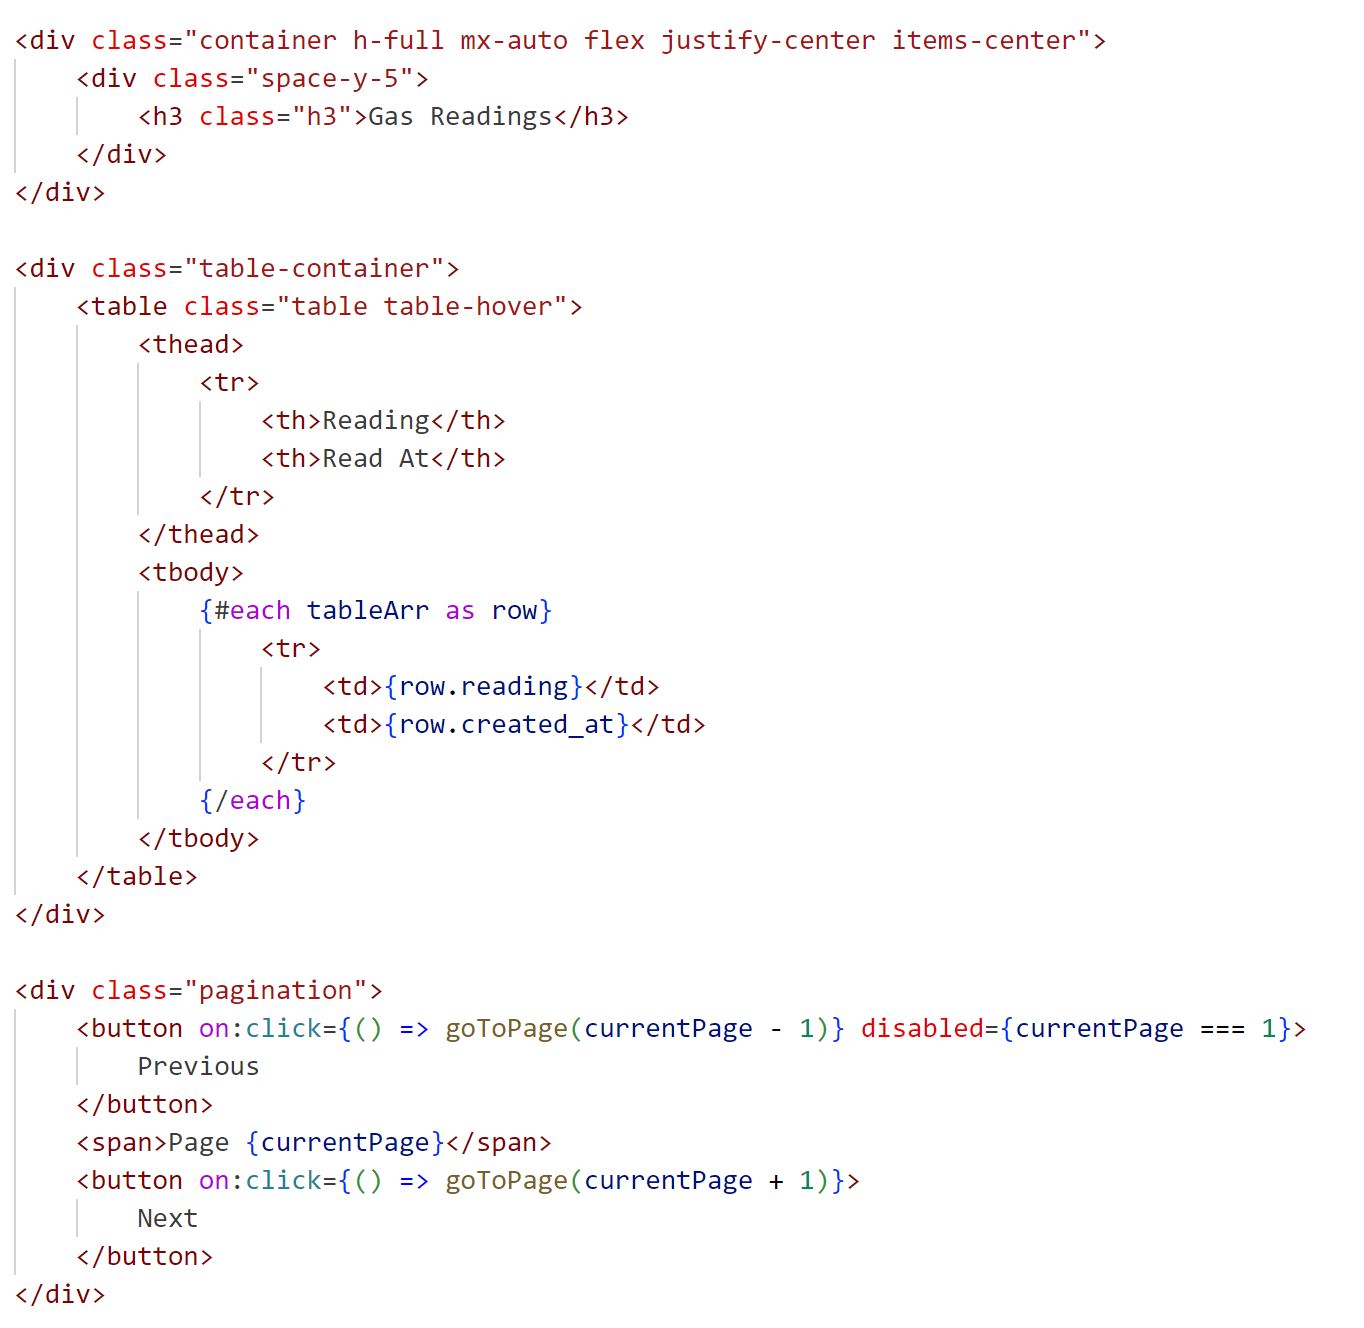 <div class="container h-full mx-auto flex justify-center items-center">
    <div class="space-y-5">
        <h3 class="h3">Gas Readings</h3>
    </div>
</div>

<div class="table-container">
    <table class="table table-hover">
        <thead>
            <tr>
                <th>Reading</th>
                <th>Read At</th>
            </tr>
        </thead>
        <tbody>
            {#each tableArr as row}
                <tr>
                    <td>{row.reading}</td>
                    <td>{row.created_at}</td>
                </tr>
            {/each}
        </tbody>
    </table>
</div>

<div class="pagination">
    <button on:click={() => goToPage(currentPage - 1)} disabled={currentPage === 1}>
        Previous
    </button>
    <span>Page {currentPage}</span>
    <button on:click={() => goToPage(currentPage + 1)}>
        Next
    </button>
</div>